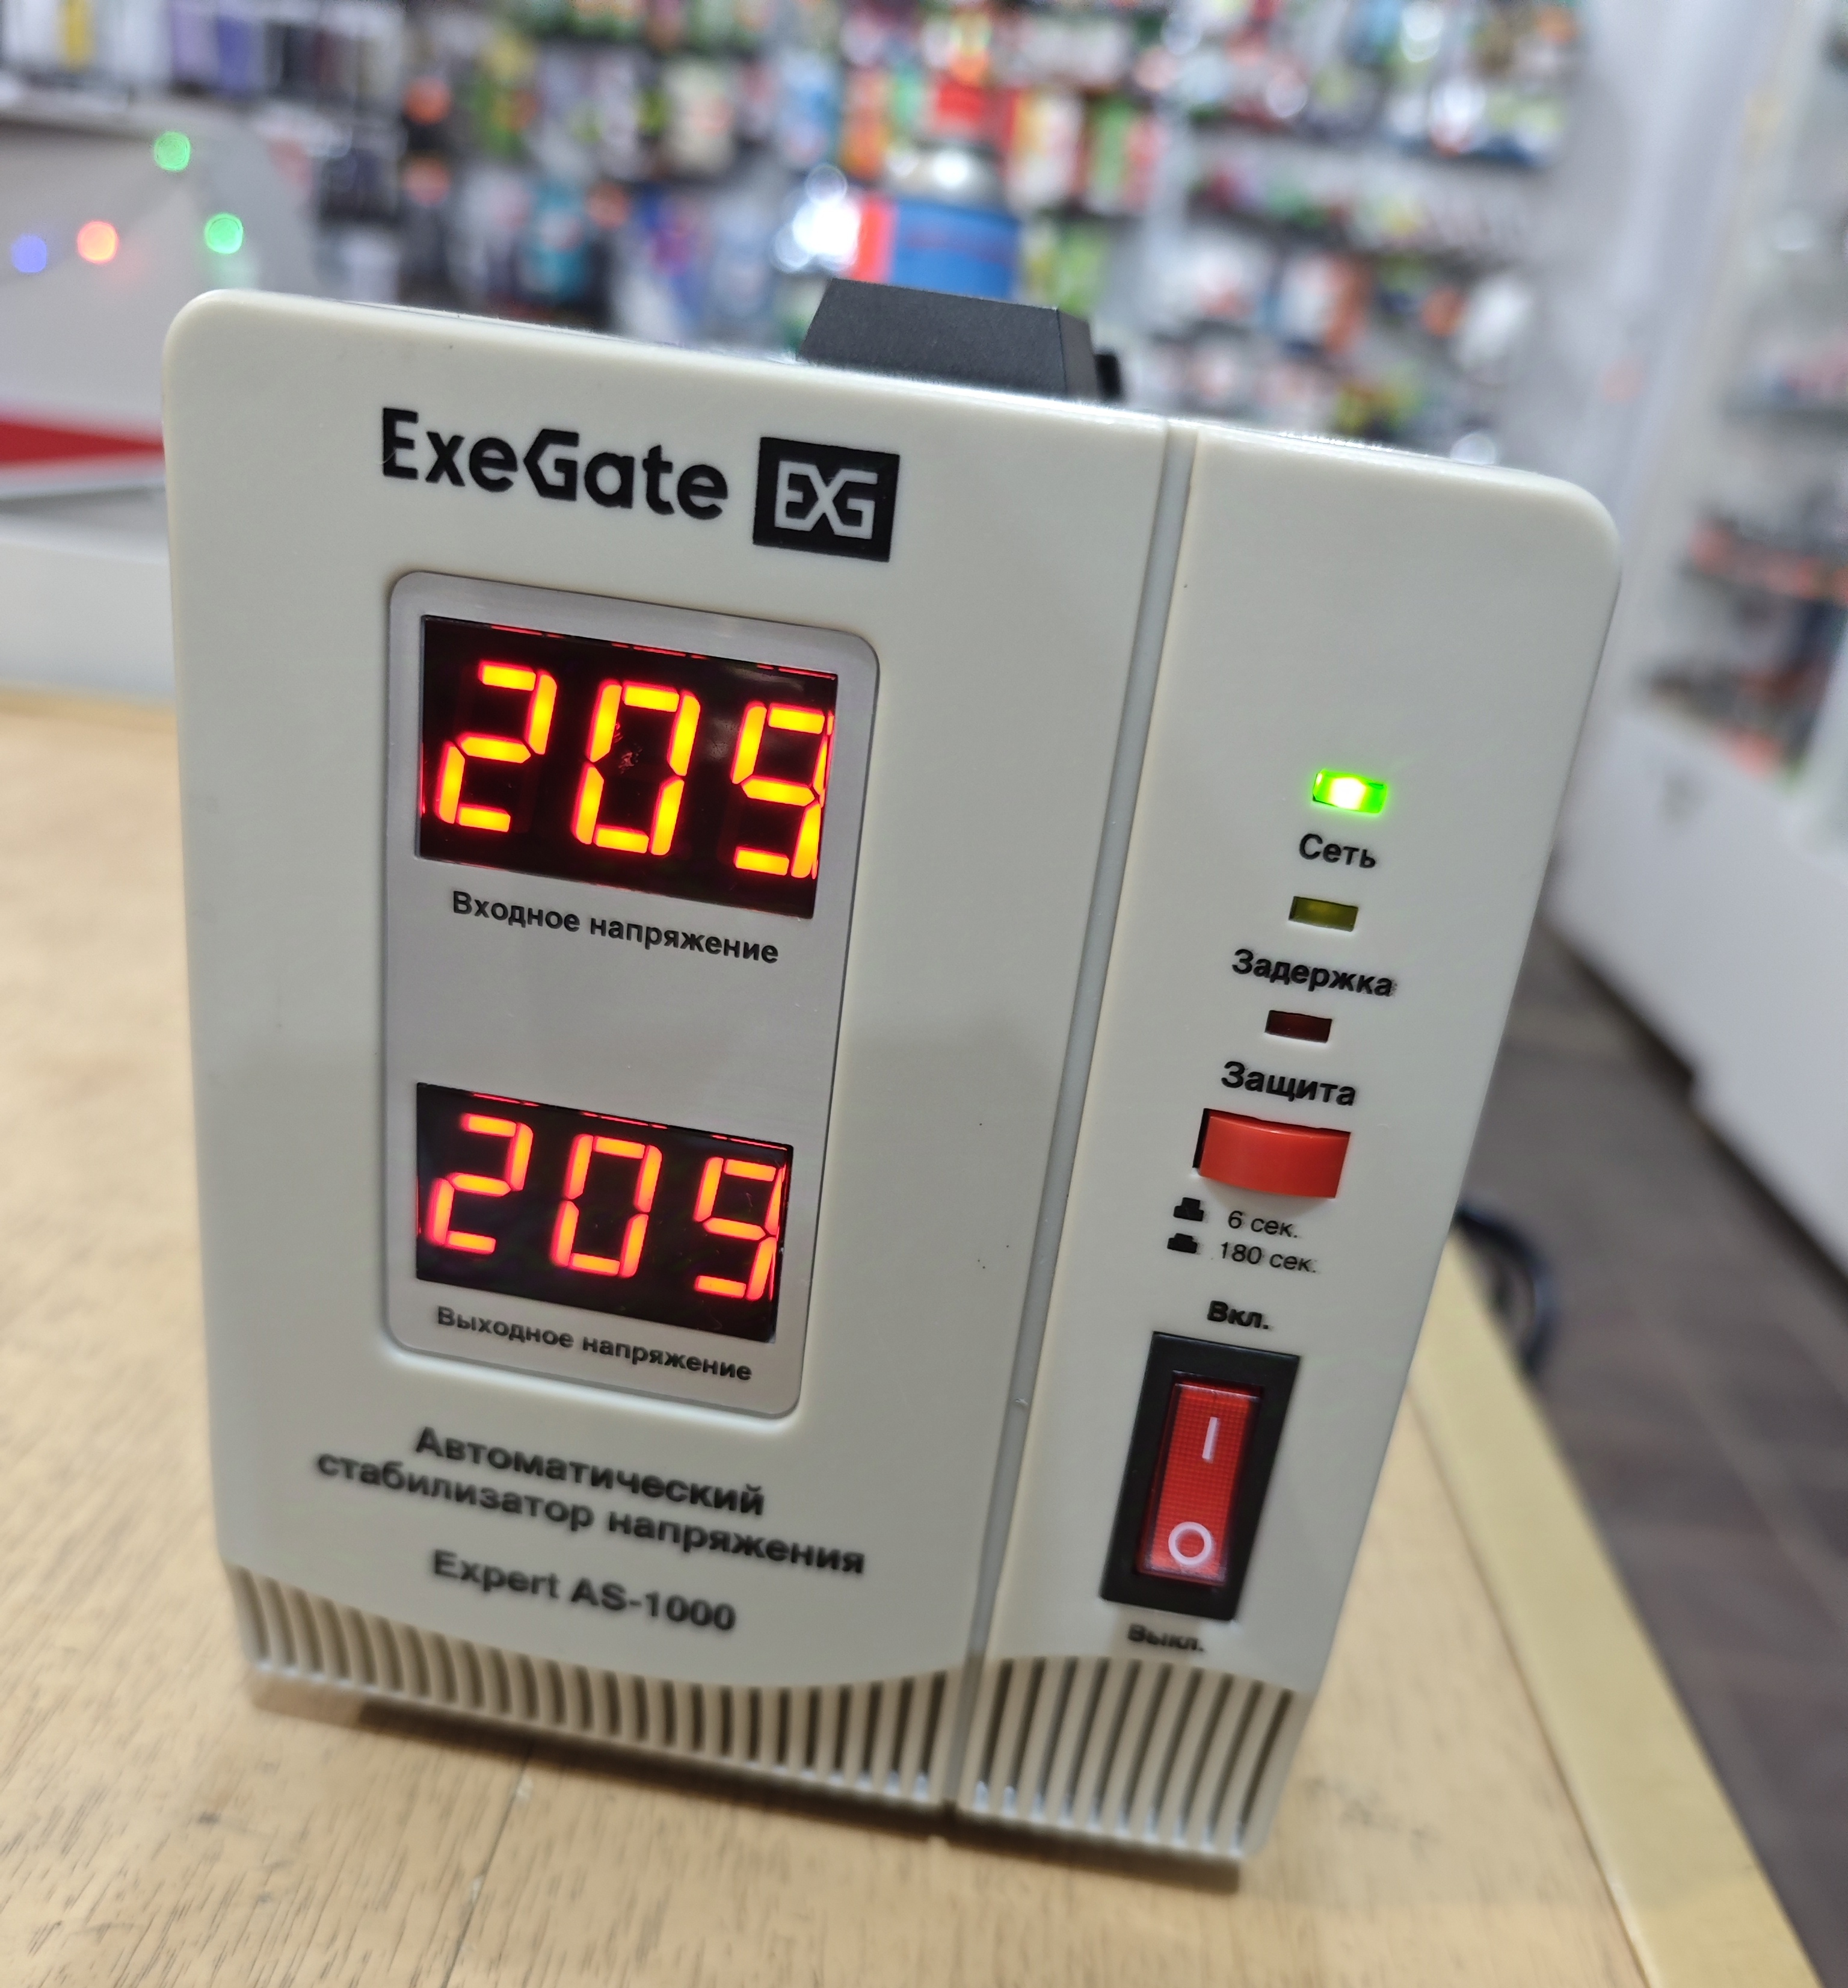 ExeGate EXG
209
Входное напряжение
209
Выходное напряжение
Автоматический
стабилизатор напряжения
Expert AS-1000
Сеть
Задержка
Защита
6 сек.
180 сек.
Вкл.
Выкл.